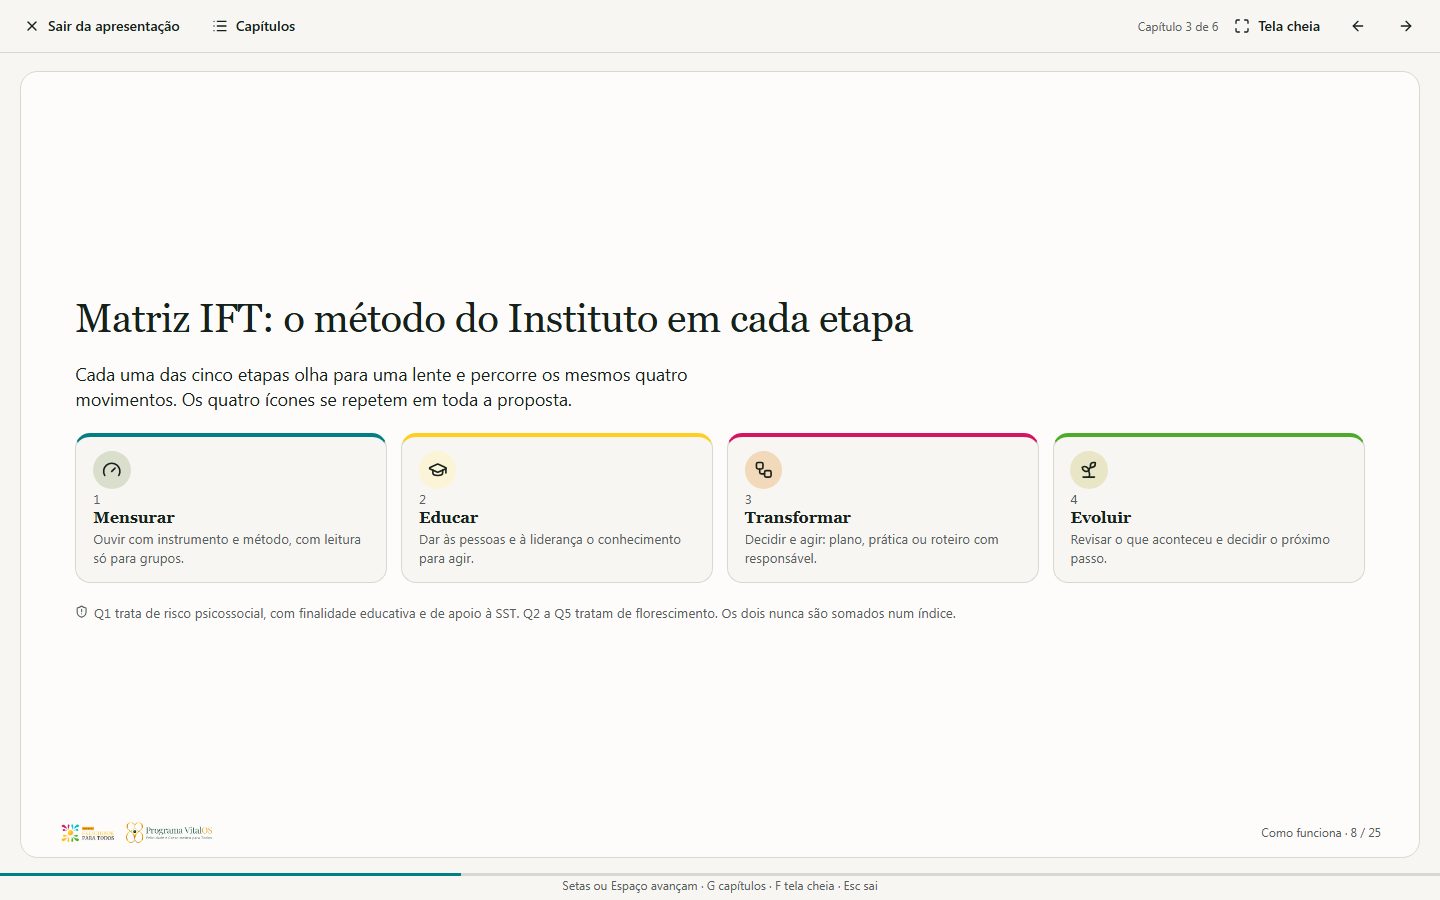 Sair da apresentação
Capítulos
Capítulo 3 de 6
Tela cheia
Matriz IFT: o método do Instituto em cada etapa
Cada uma das cinco etapas olha para uma lente e percorre os mesmos quatro
movimentos. Os quatro ícones se repetem em toda a proposta.
1
Mensurar
Ouvir com instrumento e método, com leitura
só para grupos.
2
Educar
Dar às pessoas e à liderança o conhecimento
para agir.
3
Transformar
Decidir e agir: plano, prática ou roteiro com
responsável.
4
Evoluir
Revisar o que aconteceu e decidir o próximo
passo.
Q1 trata de risco psicossocial, com finalidade educativa e de apoio à SST. Q2 a Q5 tratam de florescimento. Os dois nunca são somados num índice.
PARA TODOS
Programa VitalOS
Como funciona · 8 / 25
Setas ou Espaço avançam · G capítulos · F tela cheia · Esc sai